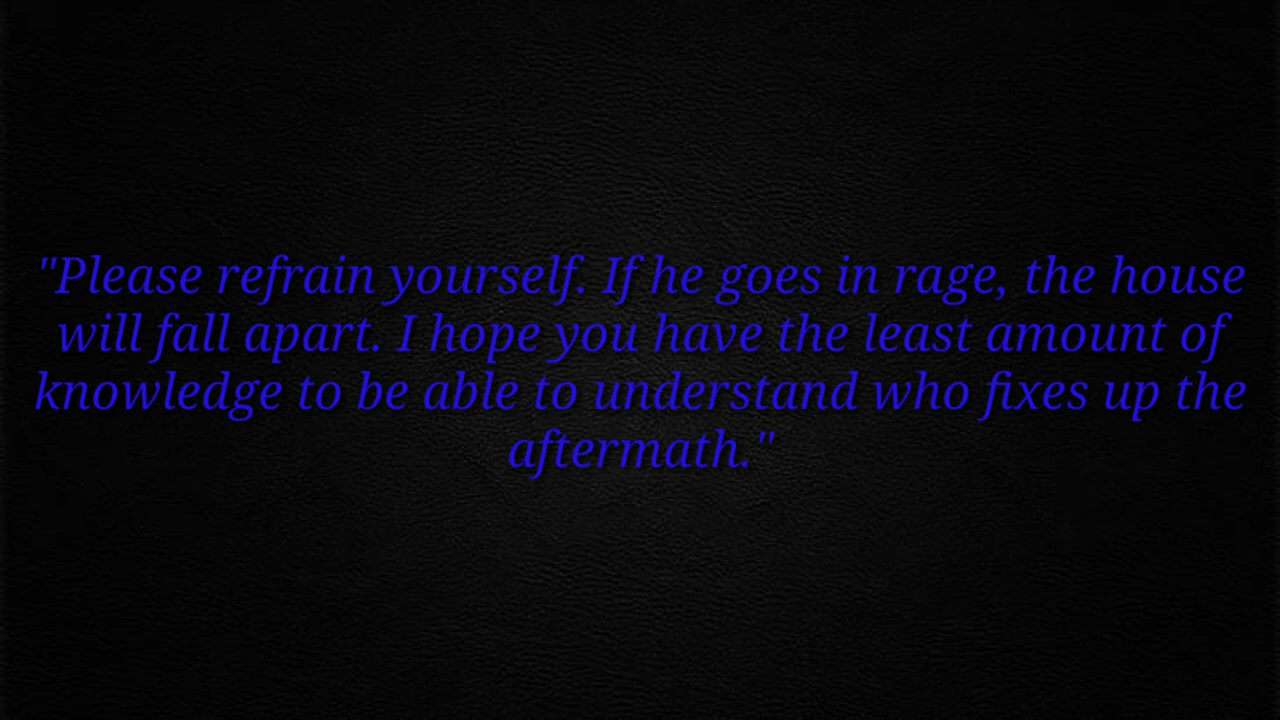 "Please refrain yourself. If he goes in rage, the house
will fall apart. I hope you have the least amount of
knowledge to be able to understand who fixes up the
aftermath."